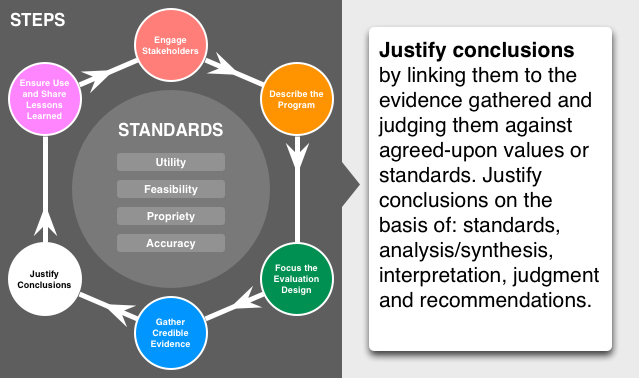 STEPS
Engage
Stakeholders
Describe the
Program
Focus the
Evaluation
Design
Gather
Credible
Evidence
Justify
Conclusions
Ensure Use
and Share
Lessons
Learned
STANDARDS
Utility
Feasibility
Propriety
Accuracy
Justify conclusions
by linking them to the
evidence gathered and
judging them against
agreed-upon values or
standards. Justify
conclusions on the
basis of: standards,
analysis/synthesis,
interpretation, judgment
and recommendations.